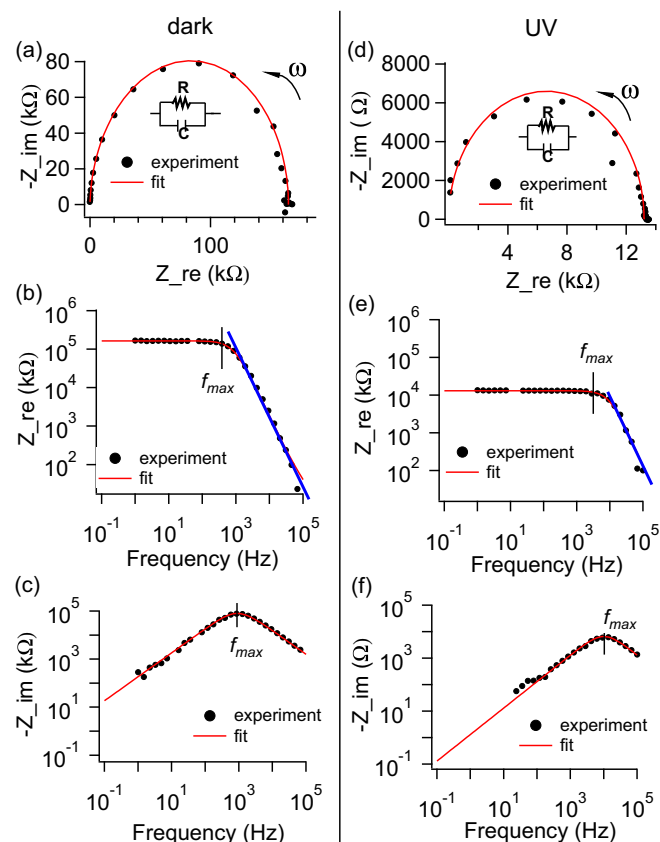 dark
UV
(a)
80
60
40
20
0
-Z_im (kΩ)
R
C
ω
experiment
fit
0
100
Z_re (kΩ)
(d)
8000
6000
4000
2000
0
-Z_im ( Ω)
R
C
ω
experiment
fit
4
8
12
Z_re (kΩ)
(b)
10^6
10^5
10^4
10^2
Z_re (kΩ)
f_max
experiment
fit
10^-1
10^1
10^3
10^5
Frequency (Hz)
(e)
10^6
10^5
10^4
10^3
10^2
Z_re (kΩ)
f_max
experiment
fit
10^-1
10^1
10^3
10^5
Frequency (Hz)
(c)
10^5
10^3
10^1
10^-1
-Z_im (kΩ)
f_max
experiment
fit
10^-1
10^1
10^3
10^5
Frequency (Hz)
(f)
10^5
10^3
10^1
10^-1
-Z_im (Ω)
f_max
experiment
fit
10^-1
10^1
10^3
10^5
Frequency (Hz)